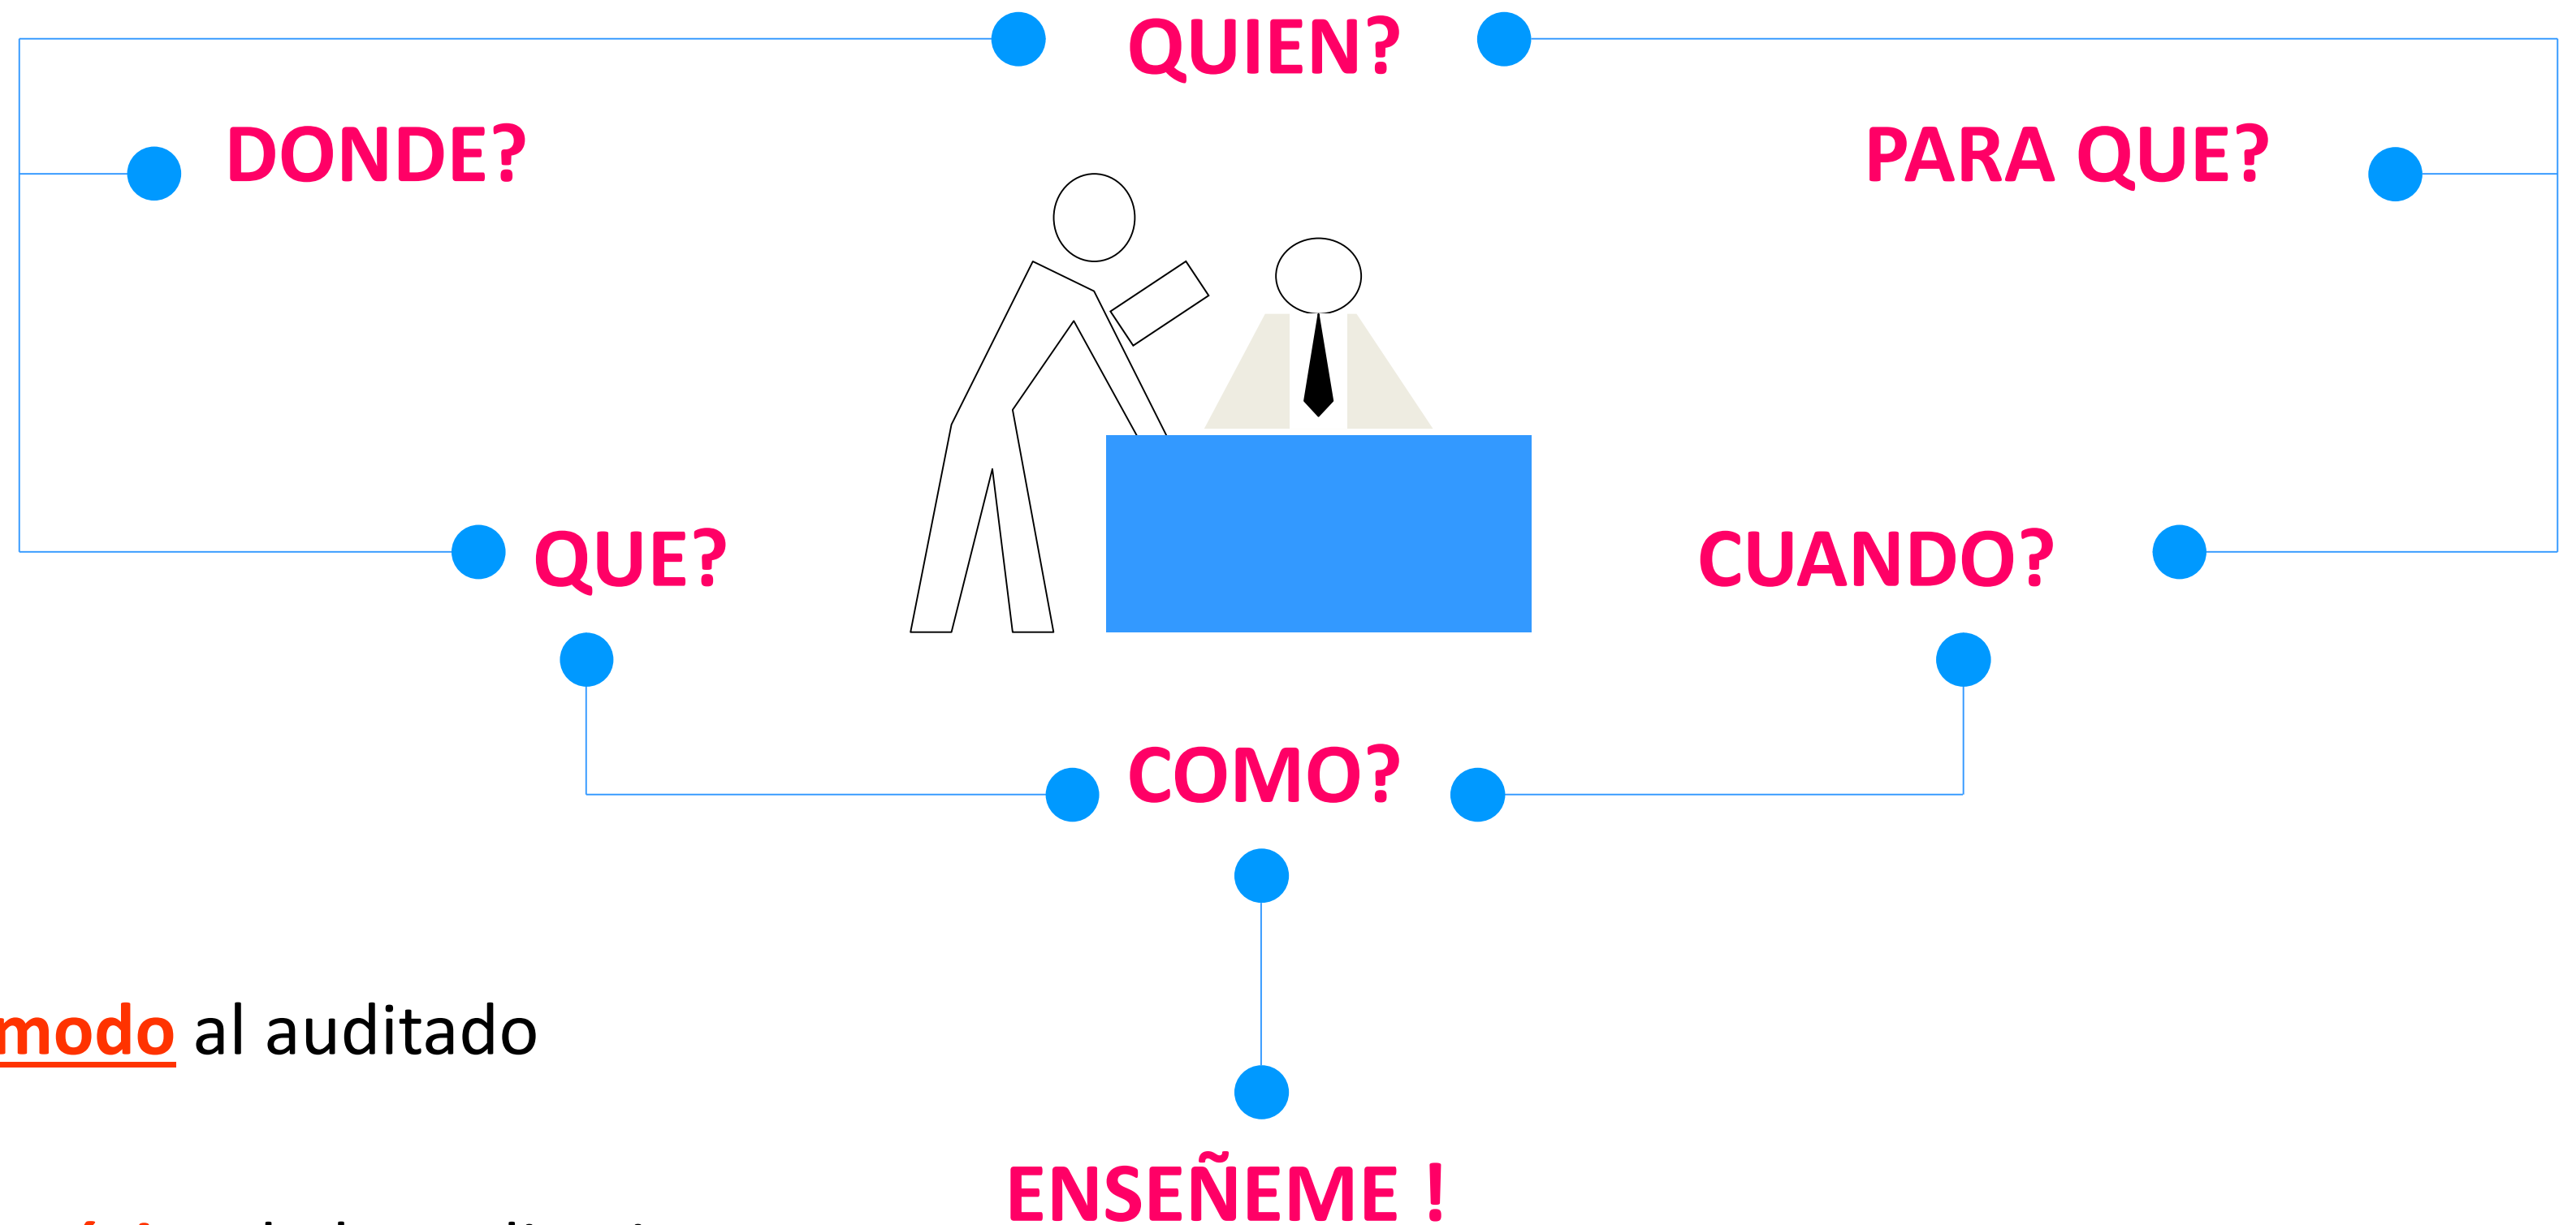 QUIEN?
DONDE?
PARA QUE?
QUE?
CUANDO?
COMO?
modo al auditado
ENSEÑEME !